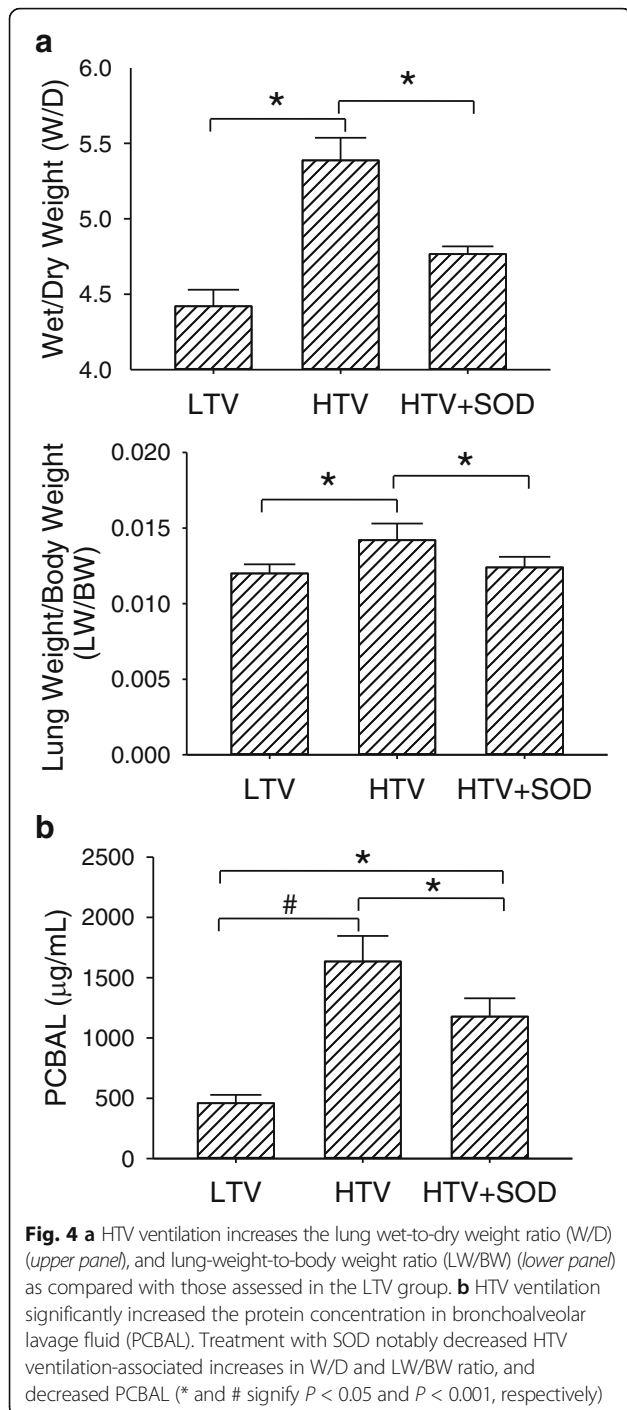 a
6.0
5.5
5.0
4.5
4.0
Wet/Dry Weight (W/D)
*
*
LTV HTV HTV+SOD
0.020
0.015
0.010
0.005
0.000
Lung Weight/Body Weight
(LW/BW)
*
*
LTV HTV HTV+SOD
b
2500
2000
1500
1000
500
0
PCBAL (µg/mL)
*
#
*
LTV HTV HTV+SOD
Fig. 4 a HTV ventilation increases the lung wet-to-dry weight ratio (W/D)
(upper panel), and lung-weight-to-body weight ratio (LW/BW) (lower panel)
as compared with those assessed in the LTV group. b HTV ventilation
significantly increased the protein concentration in bronchoalveolar
lavage fluid (PCBAL). Treatment with SOD notably decreased HTV
ventilation-associated increases in W/D and LW/BW ratio, and
decreased PCBAL (* and # signify P < 0.05 and P < 0.001, respectively)